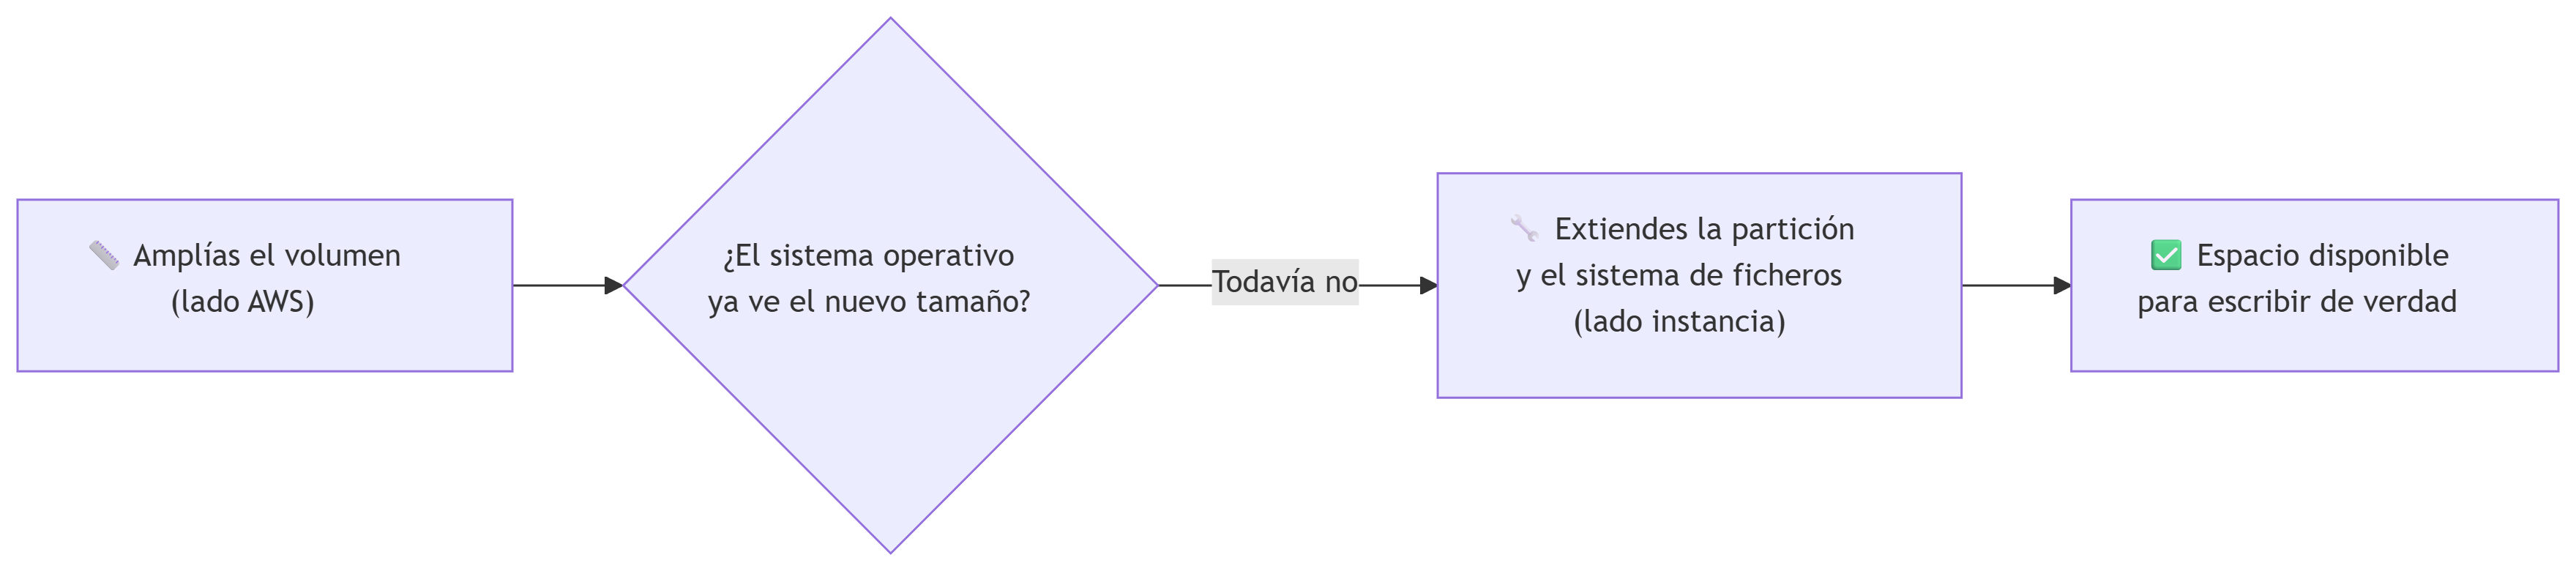 📏 Amplías el volumen
(lado AWS)
¿El sistema operativo
ya ve el nuevo tamaño?
Todavía no
🔧 Extiendes la partición
y el sistema de ficheros
(lado instancia)
✅ Espacio disponible
para escribir de verdad